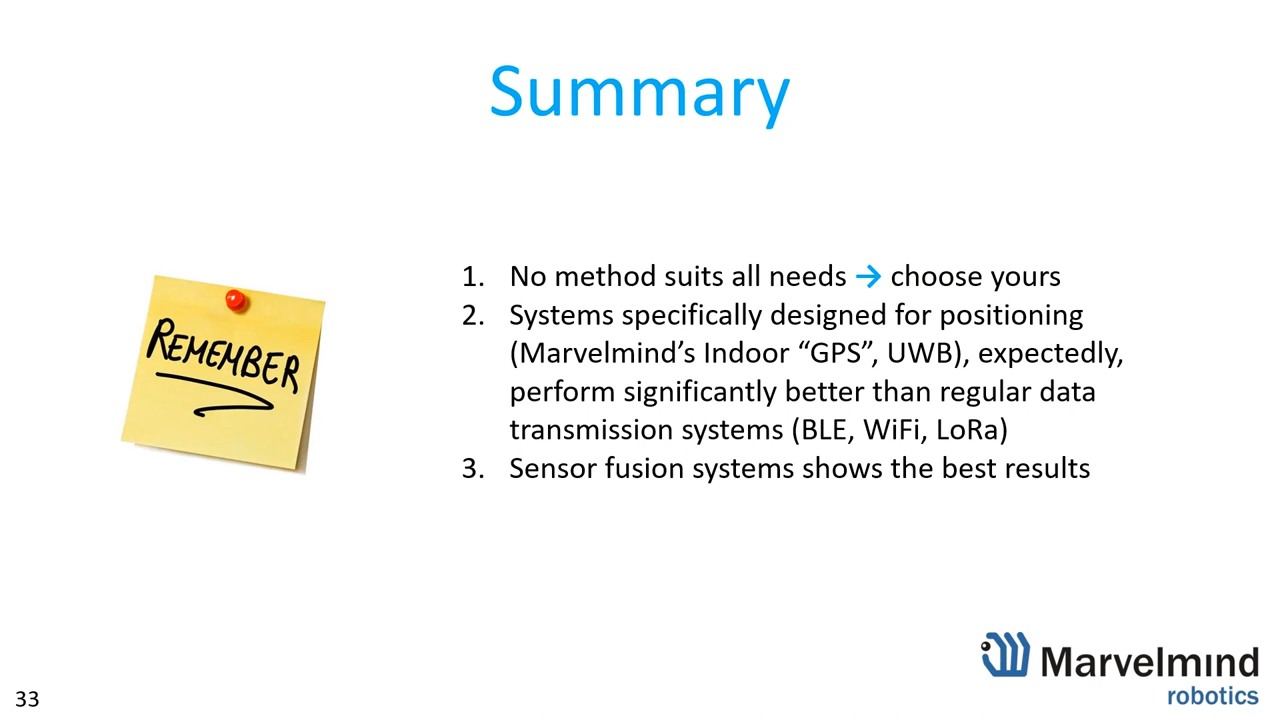 Summary
REMEMBER
1. No method suits all needs → choose yours
2. Systems specifically designed for positioning
(Marvelmind’s Indoor “GPS”, UWB), expectedly,
perform significantly better than regular data
transmission systems (BLE, WiFi, LoRa)
3. Sensor fusion systems shows the best results
Marvelmind
robotics
33